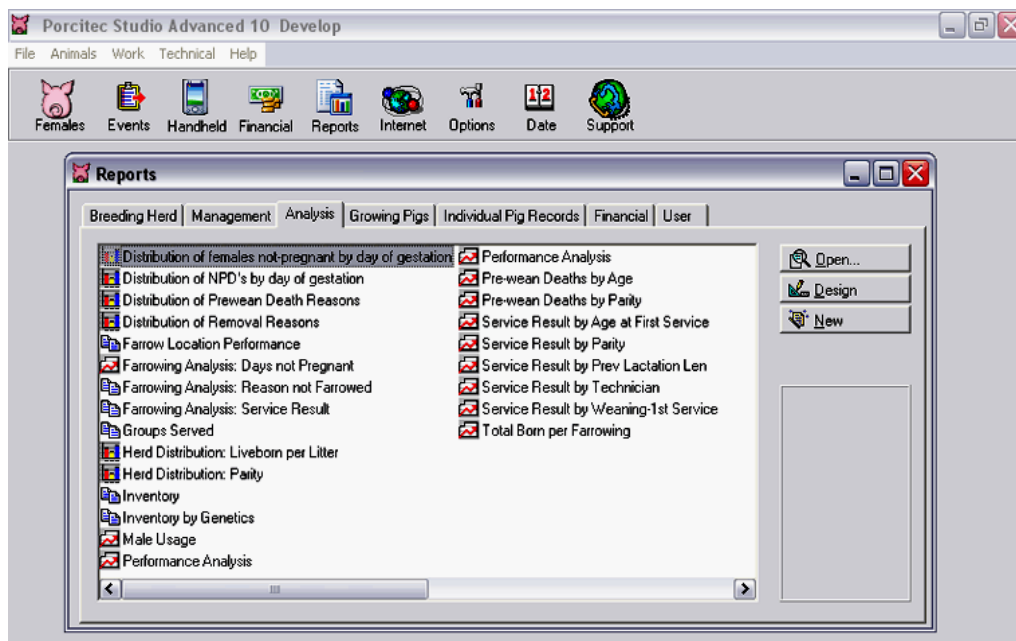 Porcitec Studio Advanced 10 Develop
File Animals Work Technical Help
Females Events Handheld Financial Reports Internet Options Date Support
Reports
Breeding Herd Management Analysis Growing Pigs Individual Pig Records Financial User
Distribution of females not-pregnant by day of gestation
Distribution of NPD's by day of gestation
Distribution of Prewean Death Reasons
Distribution of Removal Reasons
Farrow Location Performance
Farrowing Analysis: Days not Pregnant
Farrowing Analysis: Reason not Farrowed
Farrowing Analysis: Service Result
Groups Served
Herd Distribution: Liveborn per Litter
Herd Distribution: Parity
Inventory
Inventory by Genetics
Male Usage
Performance Analysis
Performance Analysis
Pre-wean Deaths by Age
Pre-wean Deaths by Parity
Service Result by Age at First Service
Service Result by Parity
Service Result by Prev Lactation Len
Service Result by Technician
Service Result by Weaning-1st Service
Total Born per Farrowing
Open...
Design
New